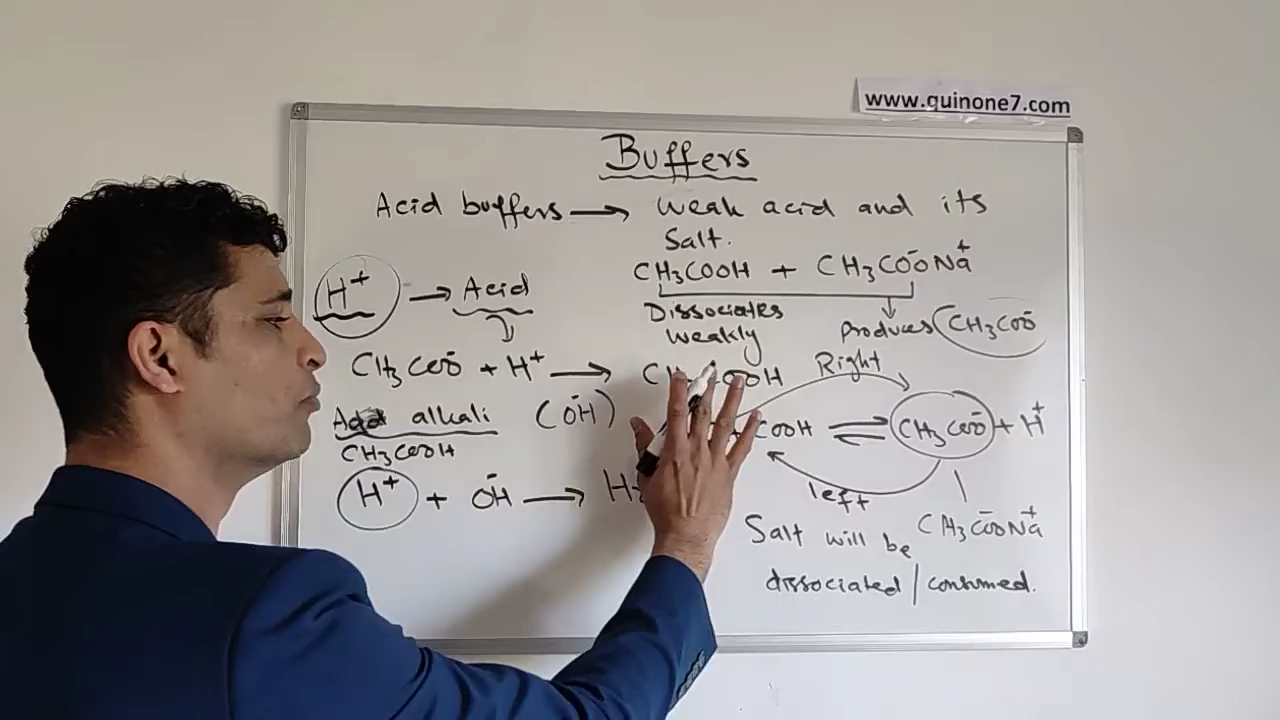 www.quinone7.com
Buffers
Acid buffers → weak acid and its
Salt.
CH₃COOH + CH₃COO⁻Na⁺
H⁺ → Acid
Dissociates
weakly
Produces CH₃COO⁻
CH₃COO⁻ + H⁺ →
COOH
Right
Add alkali (OH⁻)
COOH ⇌ CH₃COO⁻ + H⁺
CH₃COOH
H⁺ + OH⁻ →
left
CH₃COO⁻Na⁺
Salt will be
dissociated / consumed.